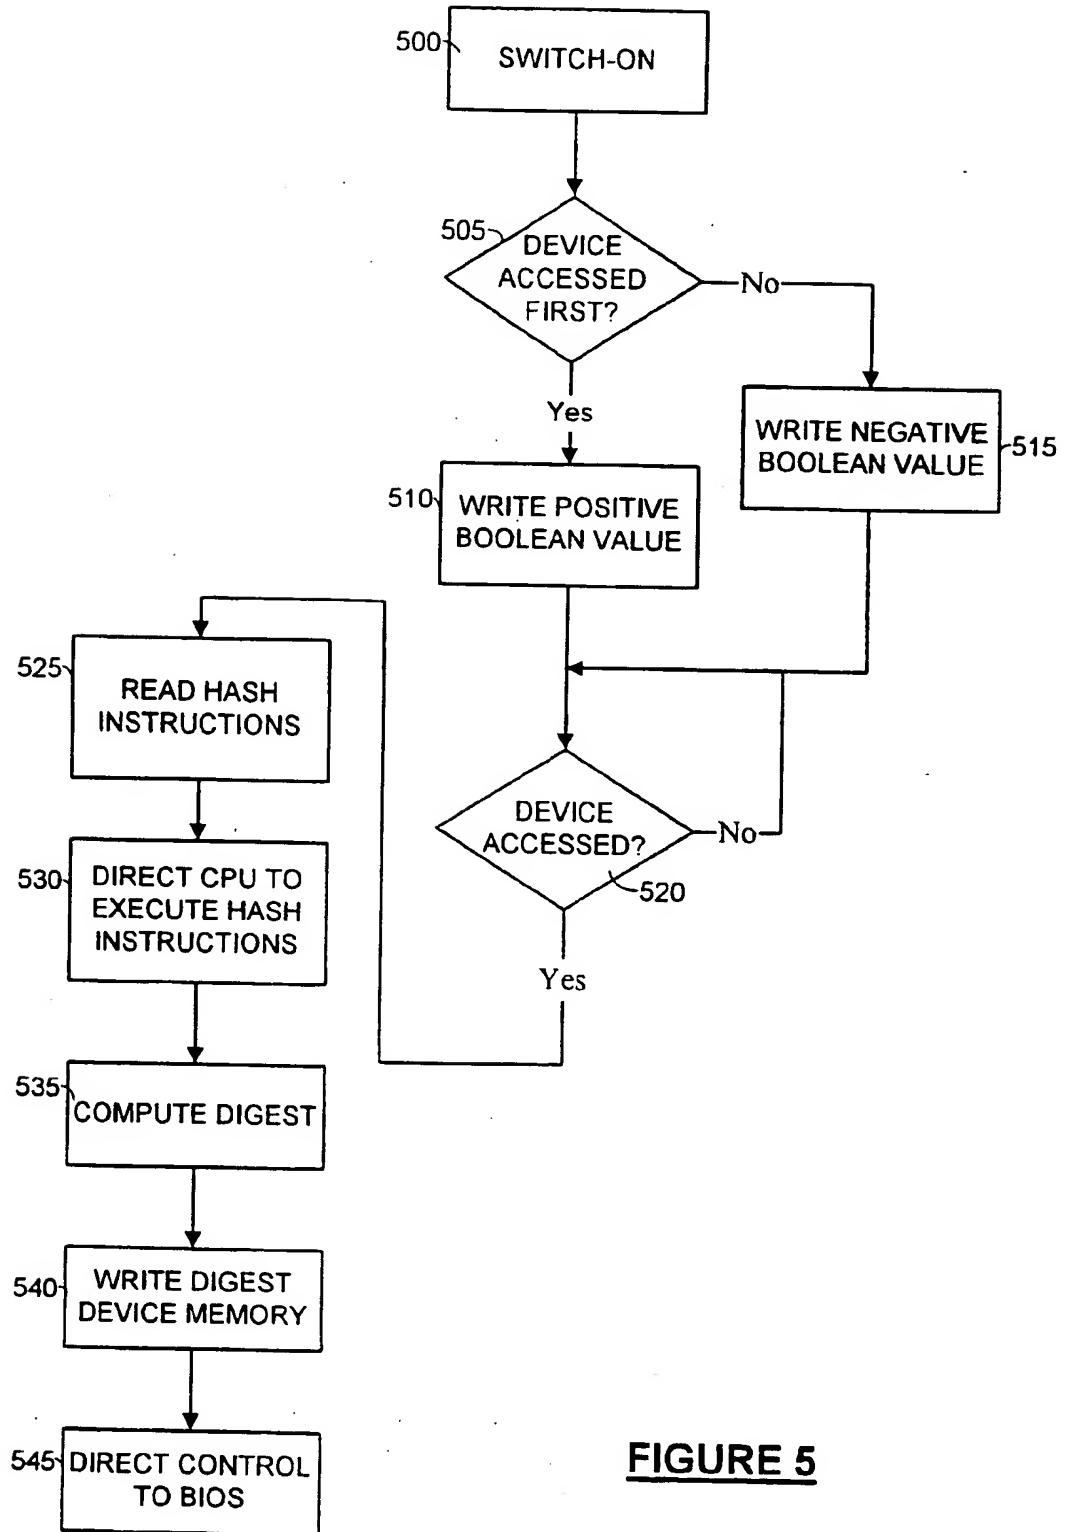 500
SWITCH-ON
505
DEVICE
ACCESSED
FIRST?
No
Yes
WRITE NEGATIVE
BOOLEAN VALUE
515
510
WRITE POSITIVE
BOOLEAN VALUE
525
READ HASH
INSTRUCTIONS
DEVICE
ACCESSED?
No
520
Yes
530
DIRECT CPU TO
EXECUTE HASH
INSTRUCTIONS
535
COMPUTE DIGEST
540
WRITE DIGEST
DEVICE MEMORY
545
DIRECT CONTROL
TO BIOS
FIGURE 5